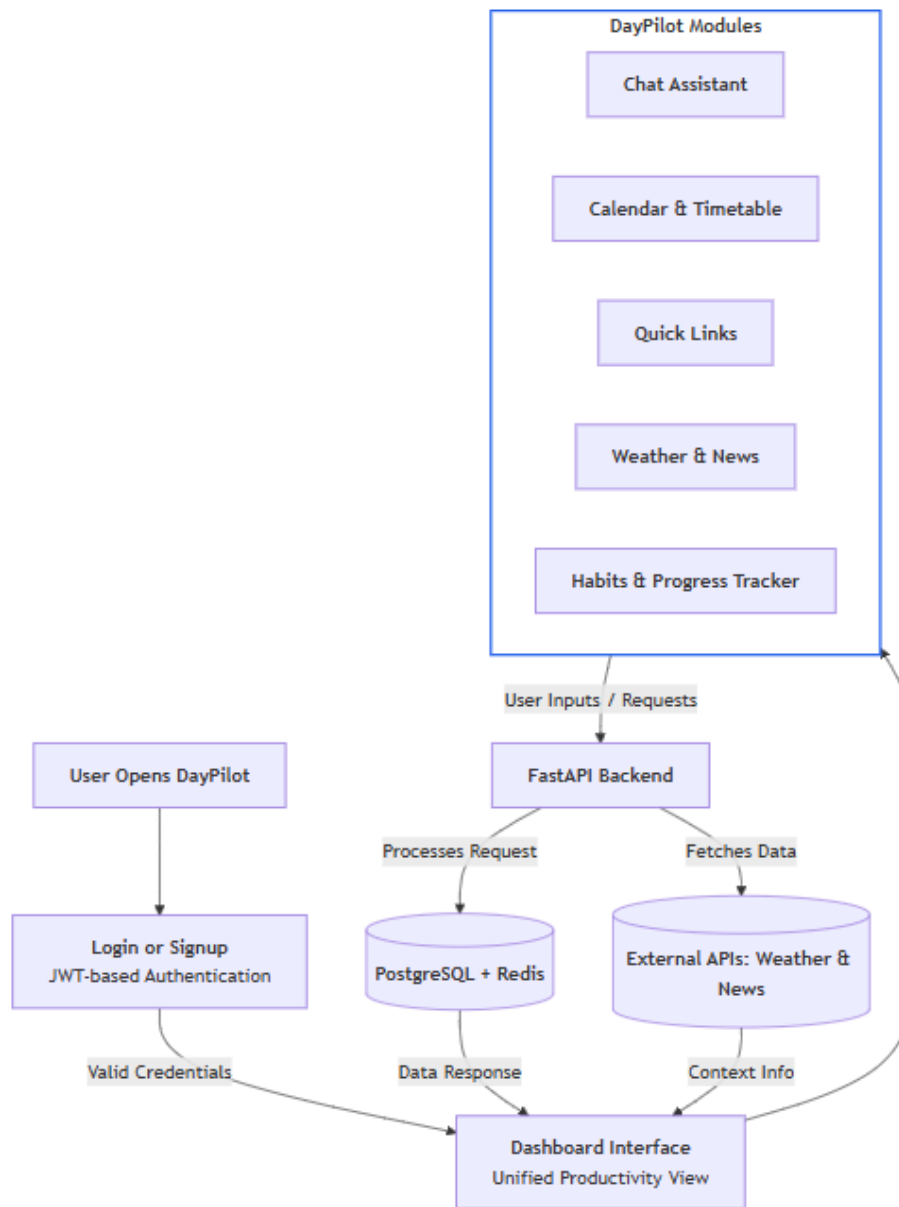 DayPilot Modules
Chat Assistant
Calendar & Timetable
Quick Links
Weather & News
Habits & Progress Tracker
User Inputs / Requests
User Opens DayPilot
FastAPI Backend
Processes Request
Fetches Data
Login or Signup
JWT-based Authentication
PostgreSQL + Redis
External APIs: Weather &
News
Valid Credentials
Data Response
Context Info
Dashboard Interface
Unified Productivity View